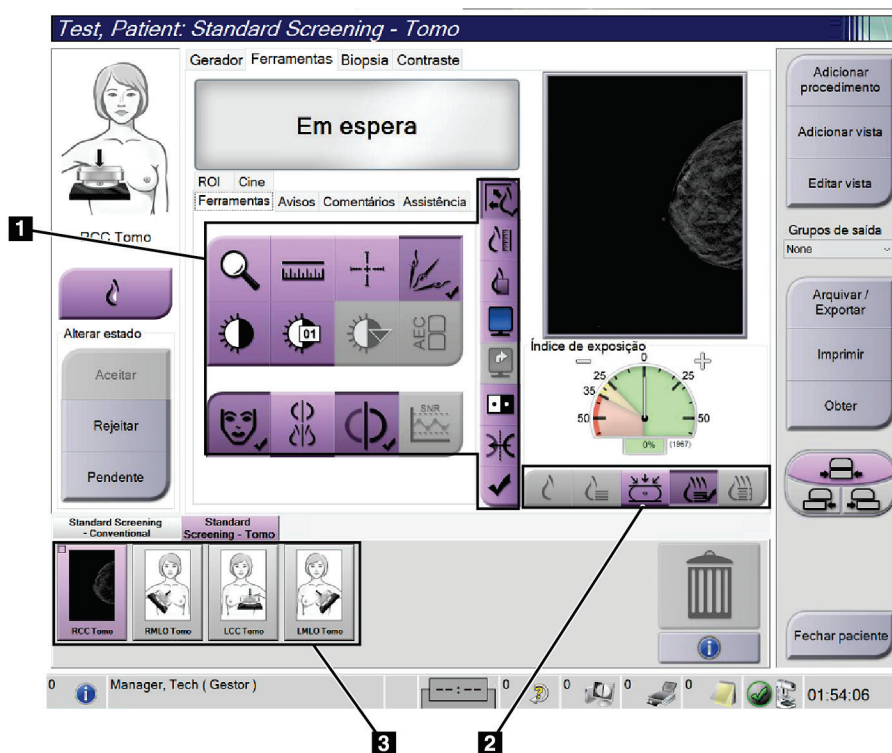 Test, Patient: Standard Screening - Tomo
Gerador Ferramentas Biopsia Contraste
Em espera
ROI Cine
Ferramentas Avisos Comentários Assistência
1
RCC Tomo
Alterar estado
Aceitar
Rejeitar
Pendente
01
AEC
SNR
Índice de exposição
0
25 25
35
50 50
0% (1967)
Adicionar
procedimento
Adicionar vista
Editar vista
Grupos de saída
None
Arquivar /
Exportar
Imprimir
Obter
Standard Screening
- Conventional
Standard
Screening - Tomo
RCC Tomo
RMLO Tomo
LCC Tomo
LMLO Tomo
Fechar paciente
0 Manager, Tech ( Gestor ) --:-- 0 0 0 0 01:54:06
3 2